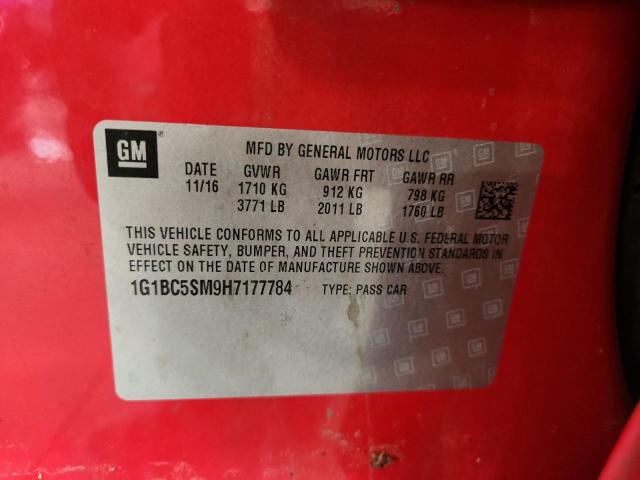 GM
MFD BY GENERAL MOTORS LLC
DATE GVWR GAWR FRT GAWR RR
11/16 1710 KG 912 KG 798 KG
3771 LB 2011 LB 1760 LB
THIS VEHICLE CONFORMS TO ALL APPLICABLE U.S. FEDERAL MOTOR
VEHICLE SAFETY, BUMPER, AND THEFT PREVENTION STANDARDS IN
EFFECT ON THE DATE OF MANUFACTURE SHOWN ABOVE.
1G1BC5SM9H7177784 TYPE: PASS CAR